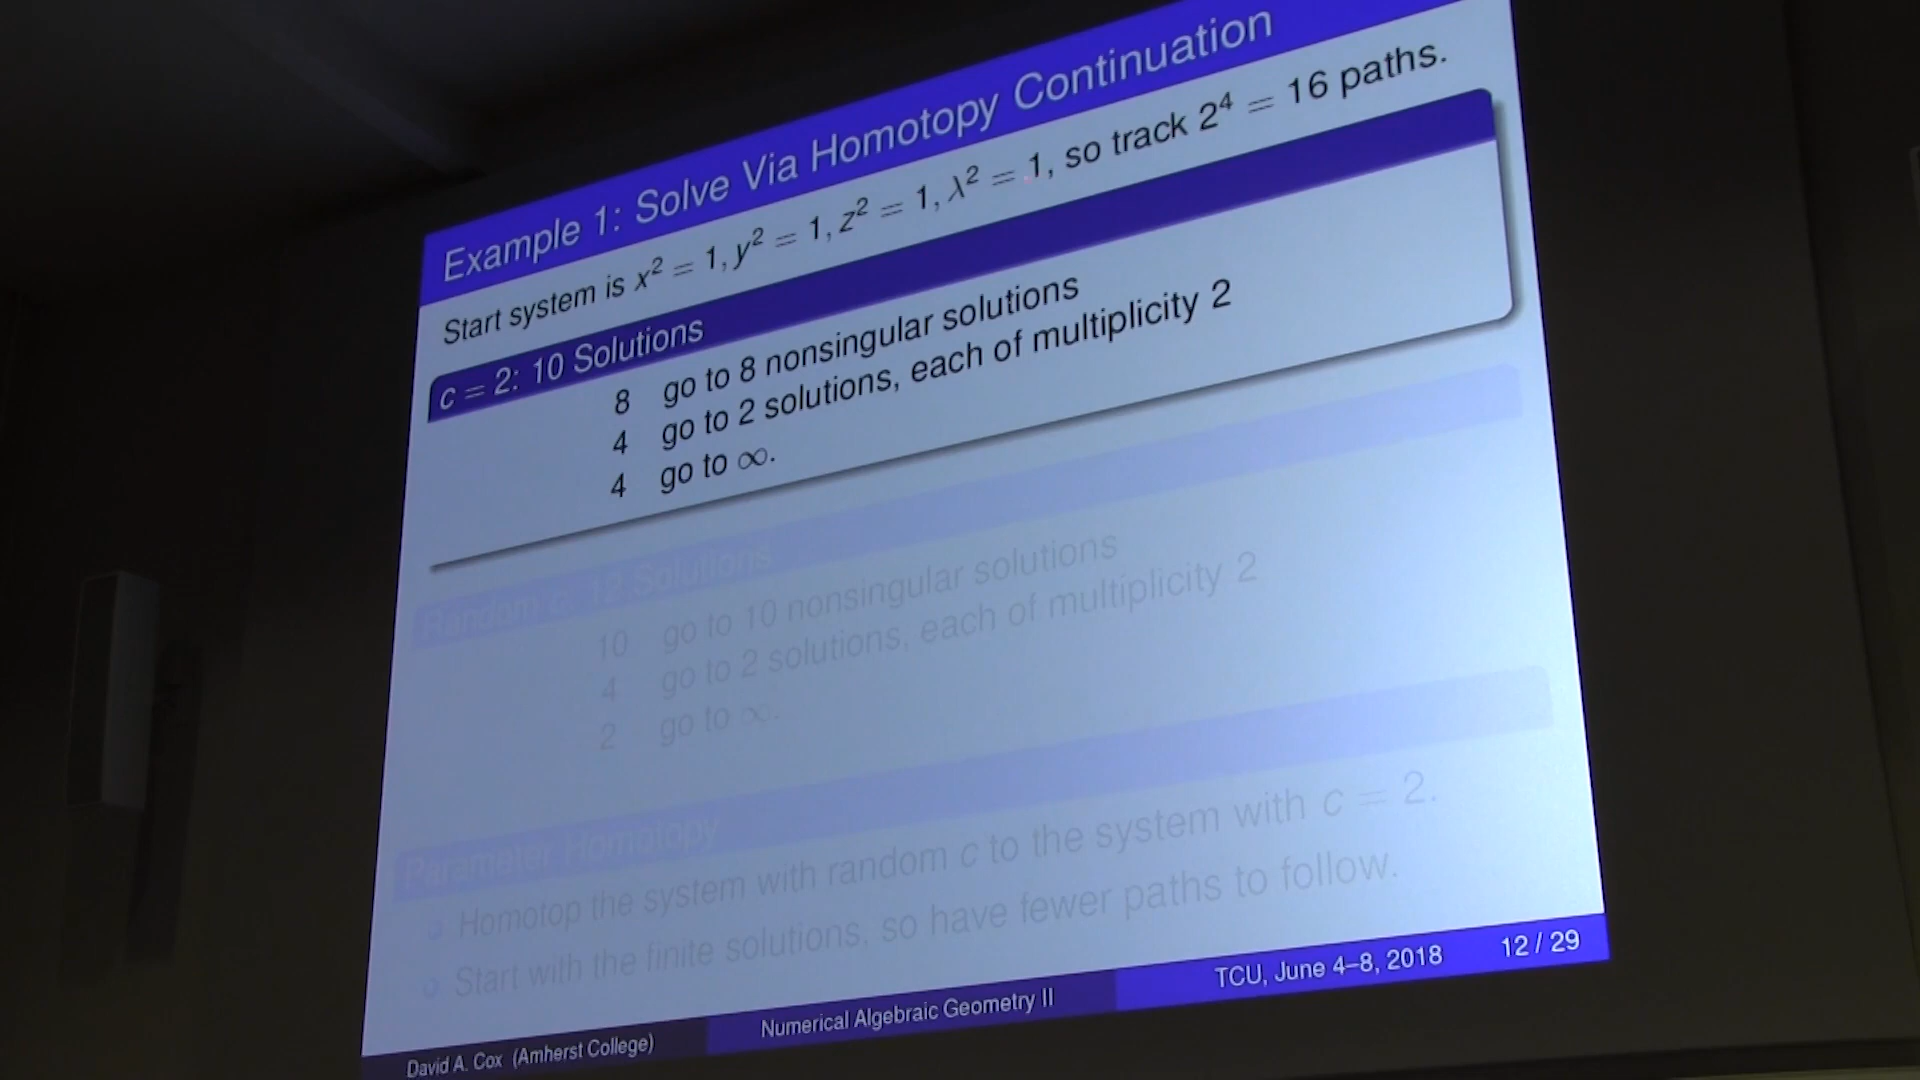 Example 1: Solve Via Homotopy Continuation
Start system is x² = 1, y² = 1, z² = 1, λ² = 1, so track 2⁴ = 16 paths.
c = 2: 10 Solutions
8 go to 8 nonsingular solutions
4 go to 2 solutions, each of multiplicity 2
4 go to ∞.
Random c: 12 Solutions
10 go to 10 nonsingular solutions
4 go to 2 solutions, each of multiplicity 2
2 go to ∞.
Parameter Homotopy
Homotop the system with random c to the system with c = 2.
Start with the finite solutions, so have fewer paths to follow.
David A. Cox (Amherst College)
Numerical Algebraic Geometry II
TCU, June 4–8, 2018
12 / 29